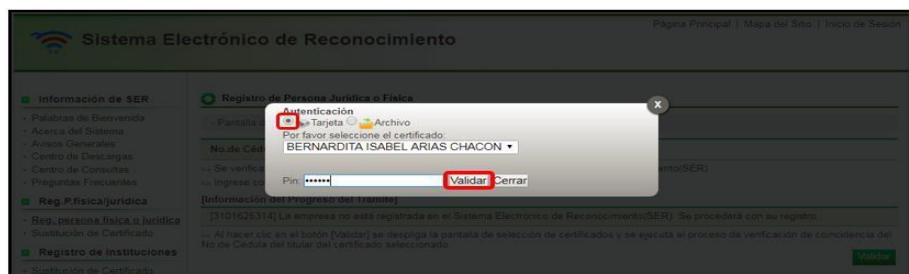 Página Principal | Mapa del Sitio | Inicio de Sesión
Sistema Electrónico de Reconocimiento
Información de SER
Palabras de Bienvenida
Acerca del Sistema
Avisos Generales
Centro de Descargas
Centro de Consultas
Preguntas Frecuentes
Reg.P.física/jurídica
Reg. persona física o jurídica
Sustitución de Certificado
Registro de Instituciones
Sustitución de Certificado
Registro de Persona Jurídica o Física
Pantalla
No.de
Se verifica
(SER)
Ingrese
x
Autenticación
Tarjeta Archivo
Por favor seleccione el certificado:
BERNARDITA ISABEL ARIAS CHACON
Pin: •••••• Validar Cerrar
[Información del Progreso del Trámite]
[3101625314] La empresa no está registrada en el Sistema Electrónico de Reconocimiento(SER). Se procederá con su registro.
Al hacer clic en el botón [Validar] se despliga la pantalla de selección de certificados y se ejecuta el proceso de verificación de coincidencia del
No de Cédula del titular del certificado seleccionado.
Validar